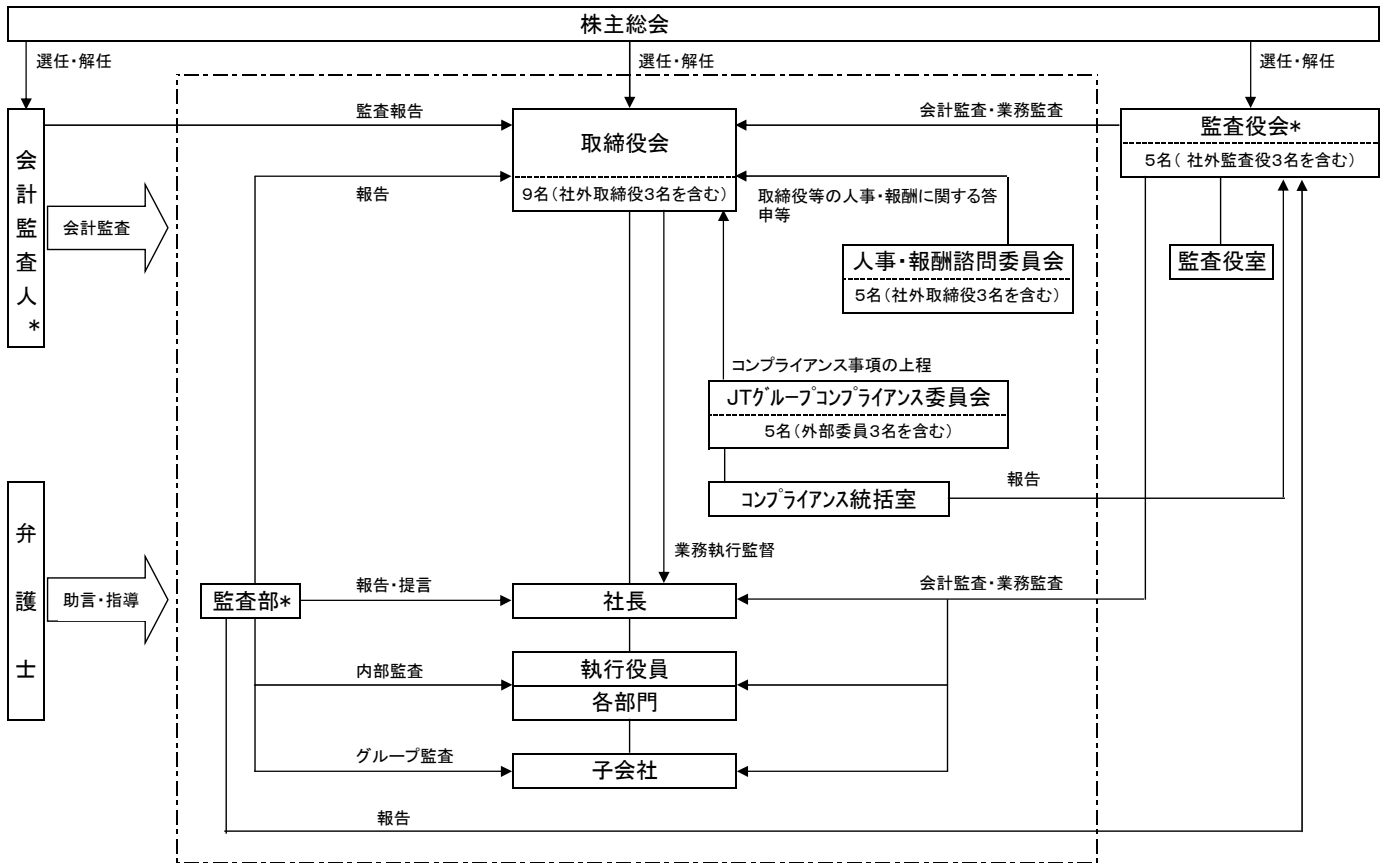 株主総会
選任・解任
選任・解任
選任・解任
会計監査人*
監査報告
取締役会
9名(社外取締役3名を含む)
会計監査・業務監査
監査役会*
5名( 社外監査役3名を含む)
報告
取締役等の人事・報酬に関する答
申等
会計監査
人事・報酬諮問委員会
5名(社外取締役3名を含む)
監査役室
コンプライアンス事項の上程
JTグループコンプライアンス委員会
5名(外部委員3名を含む)
コンプライアンス統括室
報告
弁護士
業務執行監督
助言・指導
監査部*
報告・提言
社長
会計監査・業務監査
内部監査
執行役員
各部門
グループ監査
子会社
報告